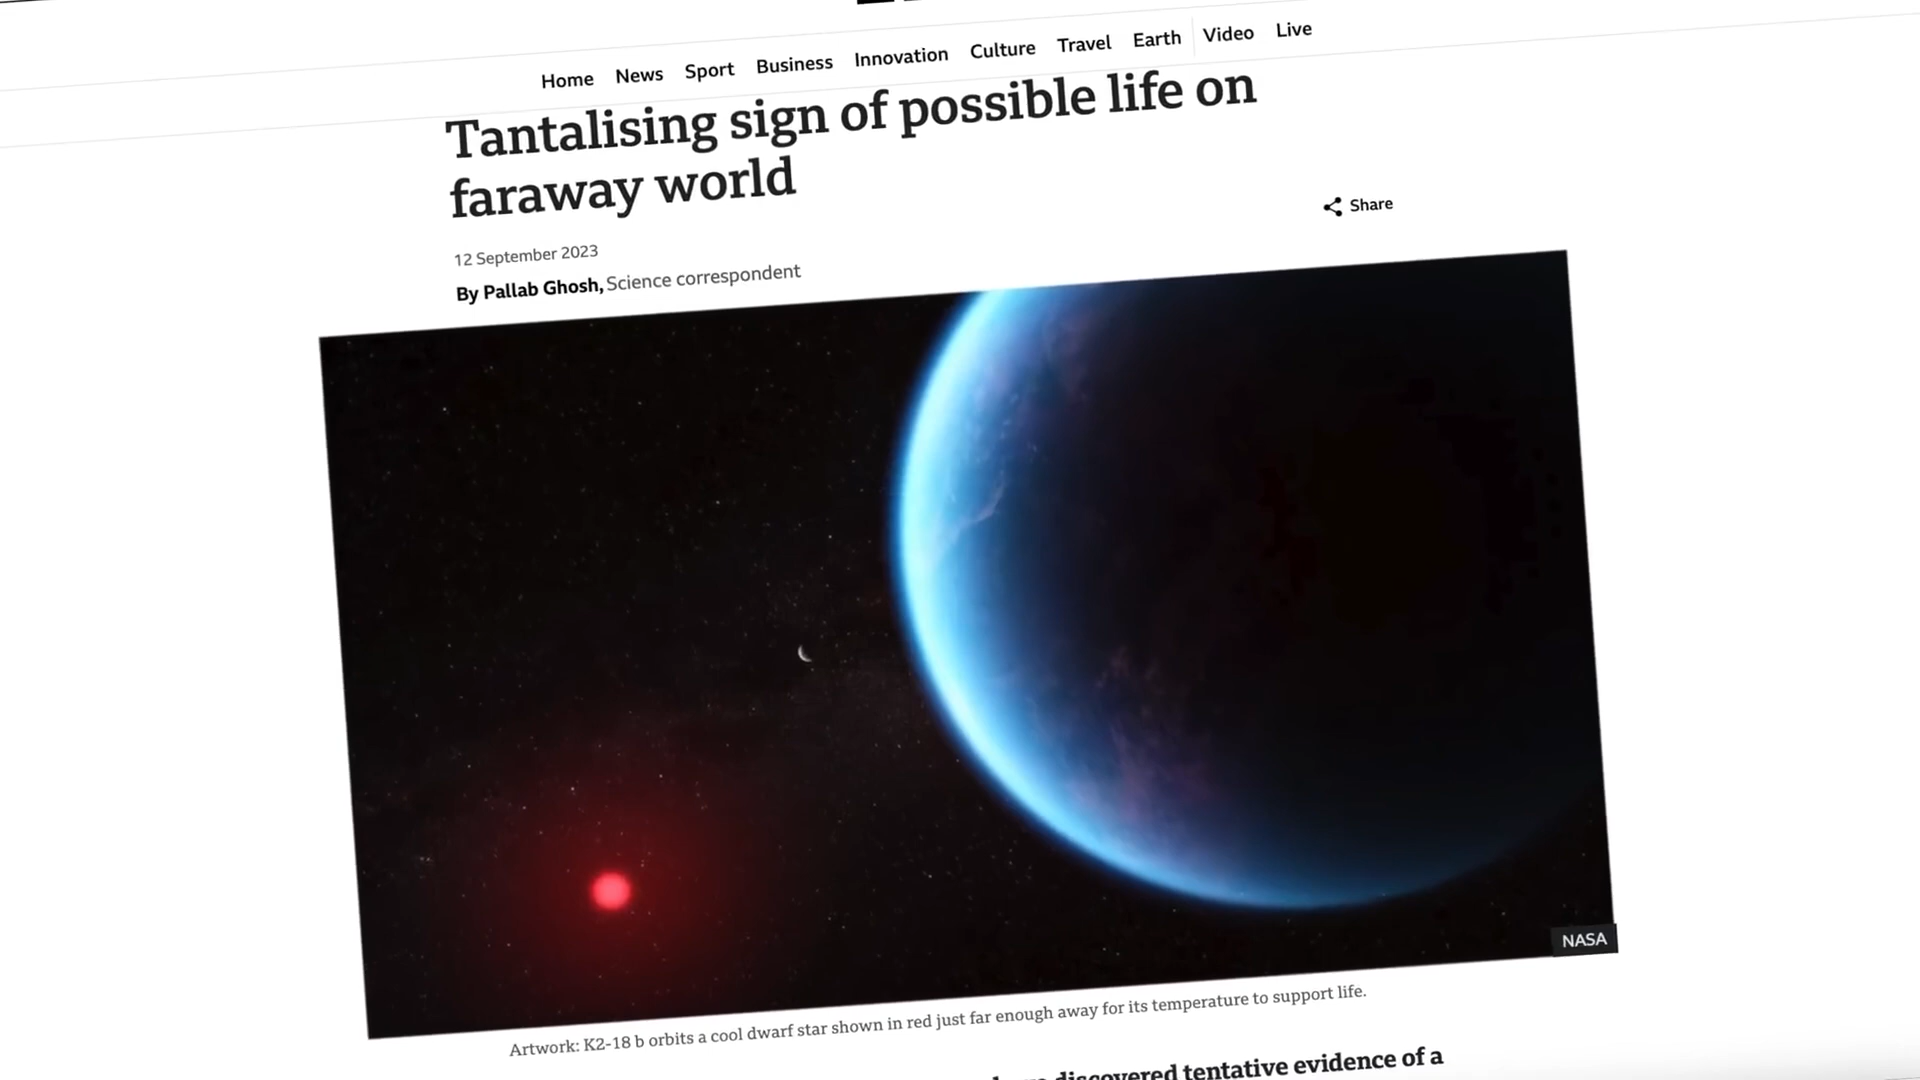 Home News Sport Business Innovation Culture Travel Earth Video Live
Tantalising sign of possible life on
faraway world
Share
12 September 2023
By Pallab Ghosh, Science correspondent
NASA
Artwork: K2-18 b orbits a cool dwarf star shown in red just far enough away for its temperature to support life.
discovered tentative evidence of a